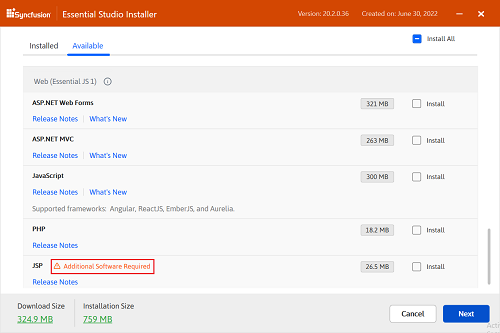 Syncfusion Essential Studio Installer Version: 20.2.0.36 Created on: June 30, 2022
Installed Available Install All
Web (Essential JS 1)
ASP.NET Web Forms 321 MB Install
Release Notes What's New
ASP.NET MVC 263 MB Install
Release Notes What's New
JavaScript 300 MB Install
Release Notes What's New
Supported frameworks: Angular, ReactJS, EmberJS, and Aurelia.
PHP 18.2 MB Install
Release Notes
JSP Additional Software Required 26.5 MB Install
Release Notes
Download Size Installation Size
324.9 MB 759 MB
Cancel Next